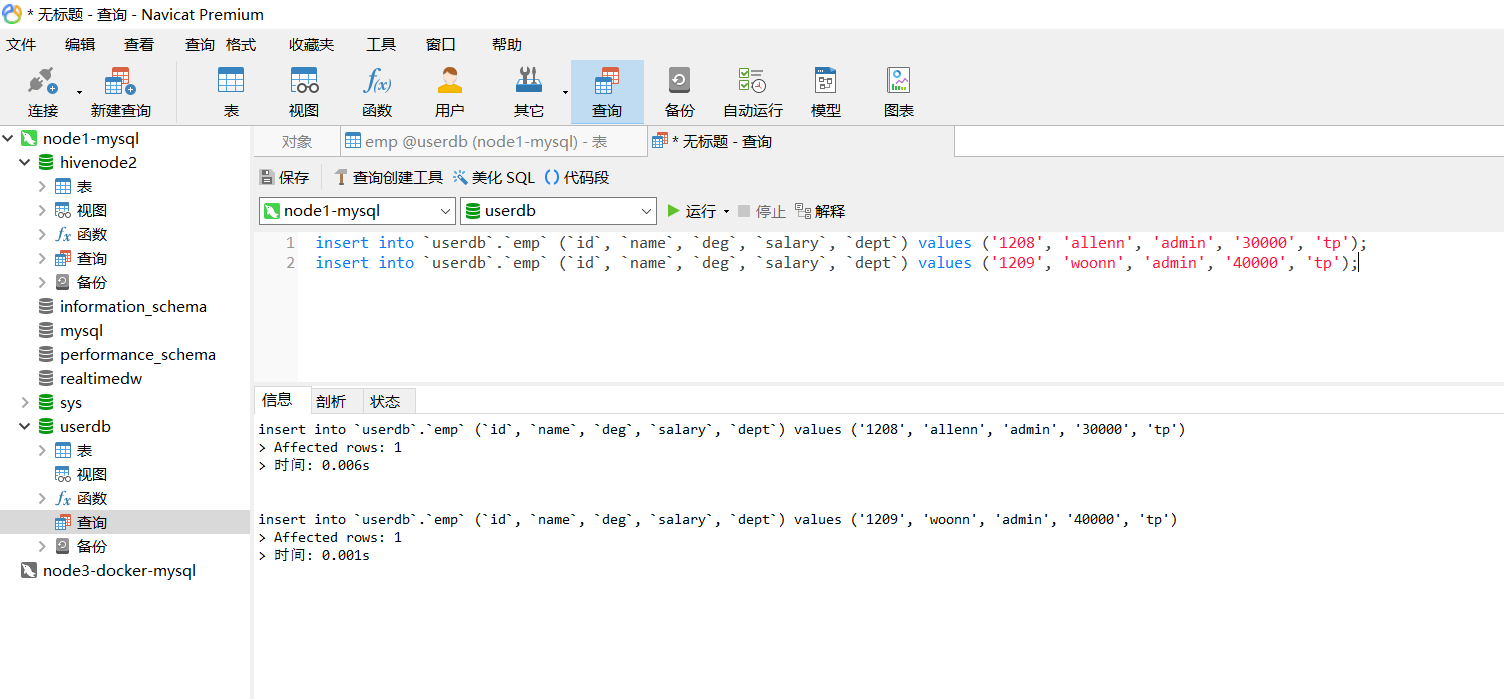 * 无标题 - 查询 - Navicat Premium
文件 编辑 查看 查询 格式 收藏夹 工具 窗口 帮助
连接 新建查询 表 视图 函数 用户 其它 查询 备份 自动运行 模型 图表
node1-mysql
hivenode2
表
视图
函数
查询
备份
information_schema
mysql
performance_schema
realtimedw
sys
userdb
表
视图
函数
查询
备份
node3-docker-mysql
对象 emp @userdb (node1-mysql) - 表 * 无标题 - 查询
保存 查询创建工具 美化 SQL () 代码段
node1-mysql userdb 运行 停止 解释
1 insert into `userdb`.`emp` (`id`, `name`, `deg`, `salary`, `dept`) values ('1208', 'allenn', 'admin', '30000', 'tp');
2 insert into `userdb`.`emp` (`id`, `name`, `deg`, `salary`, `dept`) values ('1209', 'woonn', 'admin', '40000', 'tp');
信息 剖析 状态
insert into `userdb`.`emp` (`id`, `name`, `deg`, `salary`, `dept`) values ('1208', 'allenn', 'admin', '30000', 'tp')
> Affected rows: 1
> 时间: 0.006s
insert into `userdb`.`emp` (`id`, `name`, `deg`, `salary`, `dept`) values ('1209', 'woonn', 'admin', '40000', 'tp')
> Affected rows: 1
> 时间: 0.001s